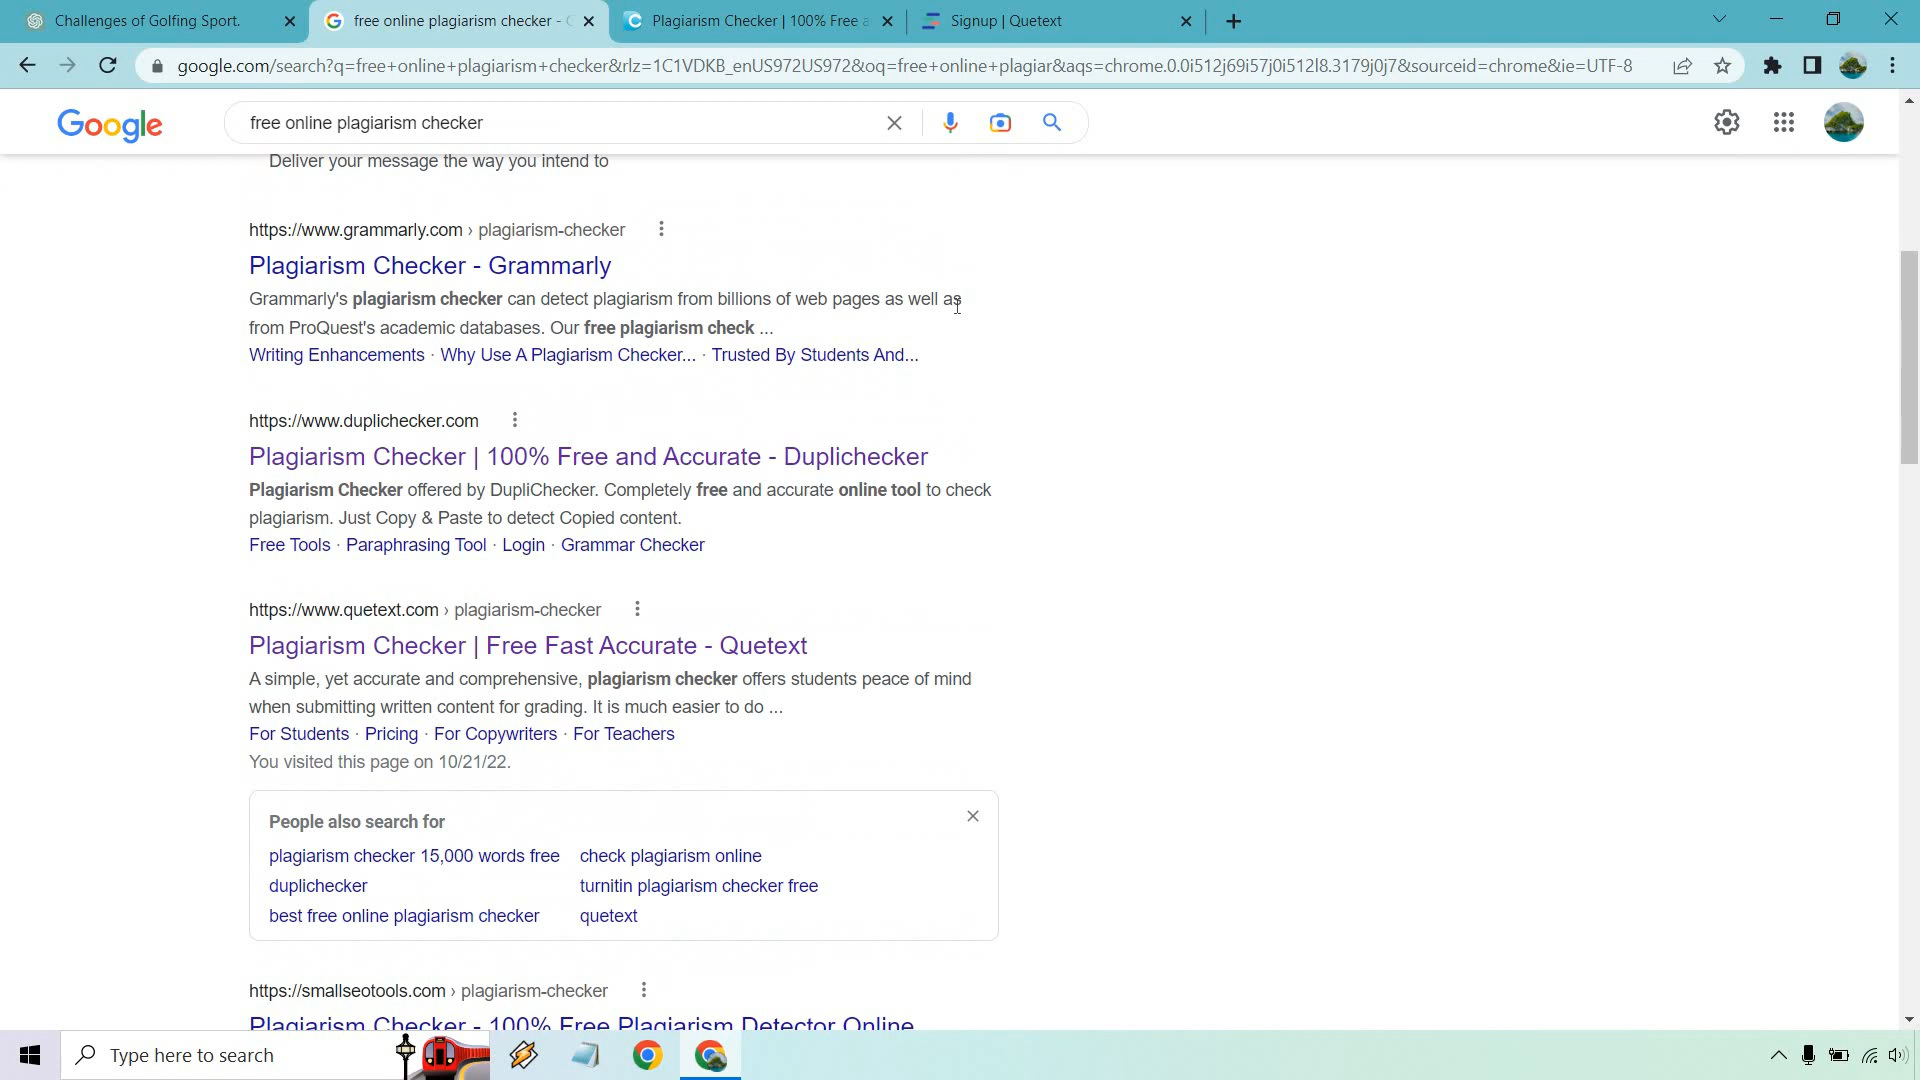 Challenges of Golfing Sport.
free online plagiarism checker - G
Plagiarism Checker | 100% Free a
Signup | Quetext
google.com/search?q=free+online+plagiarism+checker&rlz=1C1VDKB_enUS972US972&oq=free+online+plagiar&aqs=chrome.0.0i512j69i57j0i512l8.3179j0j7&sourceid=chrome&ie=UTF-8
Google
free online plagiarism checker
Deliver your message the way you intend to
https://www.grammarly.com › plagiarism-checker
Plagiarism Checker - Grammarly
Grammarly's plagiarism checker can detect plagiarism from billions of web pages as well as
from ProQuest's academic databases. Our free plagiarism check ...
Writing Enhancements · Why Use A Plagiarism Checker... · Trusted By Students And...
https://www.duplichecker.com
Plagiarism Checker | 100% Free and Accurate - Duplichecker
Plagiarism Checker offered by DupliChecker. Completely free and accurate online tool to check
plagiarism. Just Copy & Paste to detect Copied content.
Free Tools · Paraphrasing Tool · Login · Grammar Checker
https://www.quetext.com › plagiarism-checker
Plagiarism Checker | Free Fast Accurate - Quetext
A simple, yet accurate and comprehensive, plagiarism checker offers students peace of mind
when submitting written content for grading. It is much easier to do ...
For Students · Pricing · For Copywriters · For Teachers
You visited this page on 10/21/22.
People also search for
plagiarism checker 15,000 words free
check plagiarism online
duplichecker
turnitin plagiarism checker free
best free online plagiarism checker
quetext
https://smallseotools.com › plagiarism-checker
Plagiarism Checker - 100% Free Plagiarism Detector Online
Type here to search